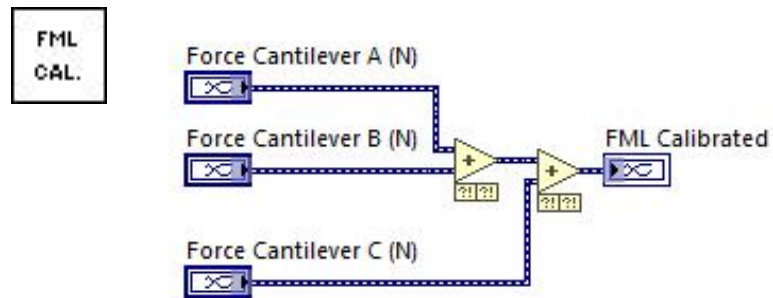 FML
CAL.
Force Cantilever A (N)
Force Cantilever B (N)
FML Calibrated
+
+
?! ?!
?! ?!
Force Cantilever C (N)